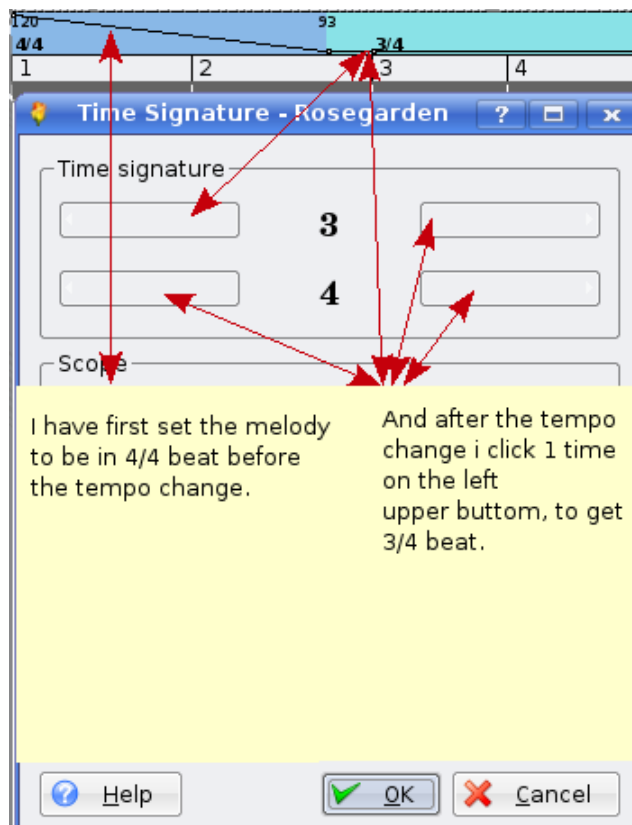 120 93
4/4 3/4
1 2 3 4
Time Signature - Rosegarden ?
Time signature
3
4
Scope
I have first set the melody
to be in 4/4 beat before
the tempo change.
And after the tempo
change i click 1 time
on the left
upper buttom, to get
3/4 beat.
Help OK Cancel